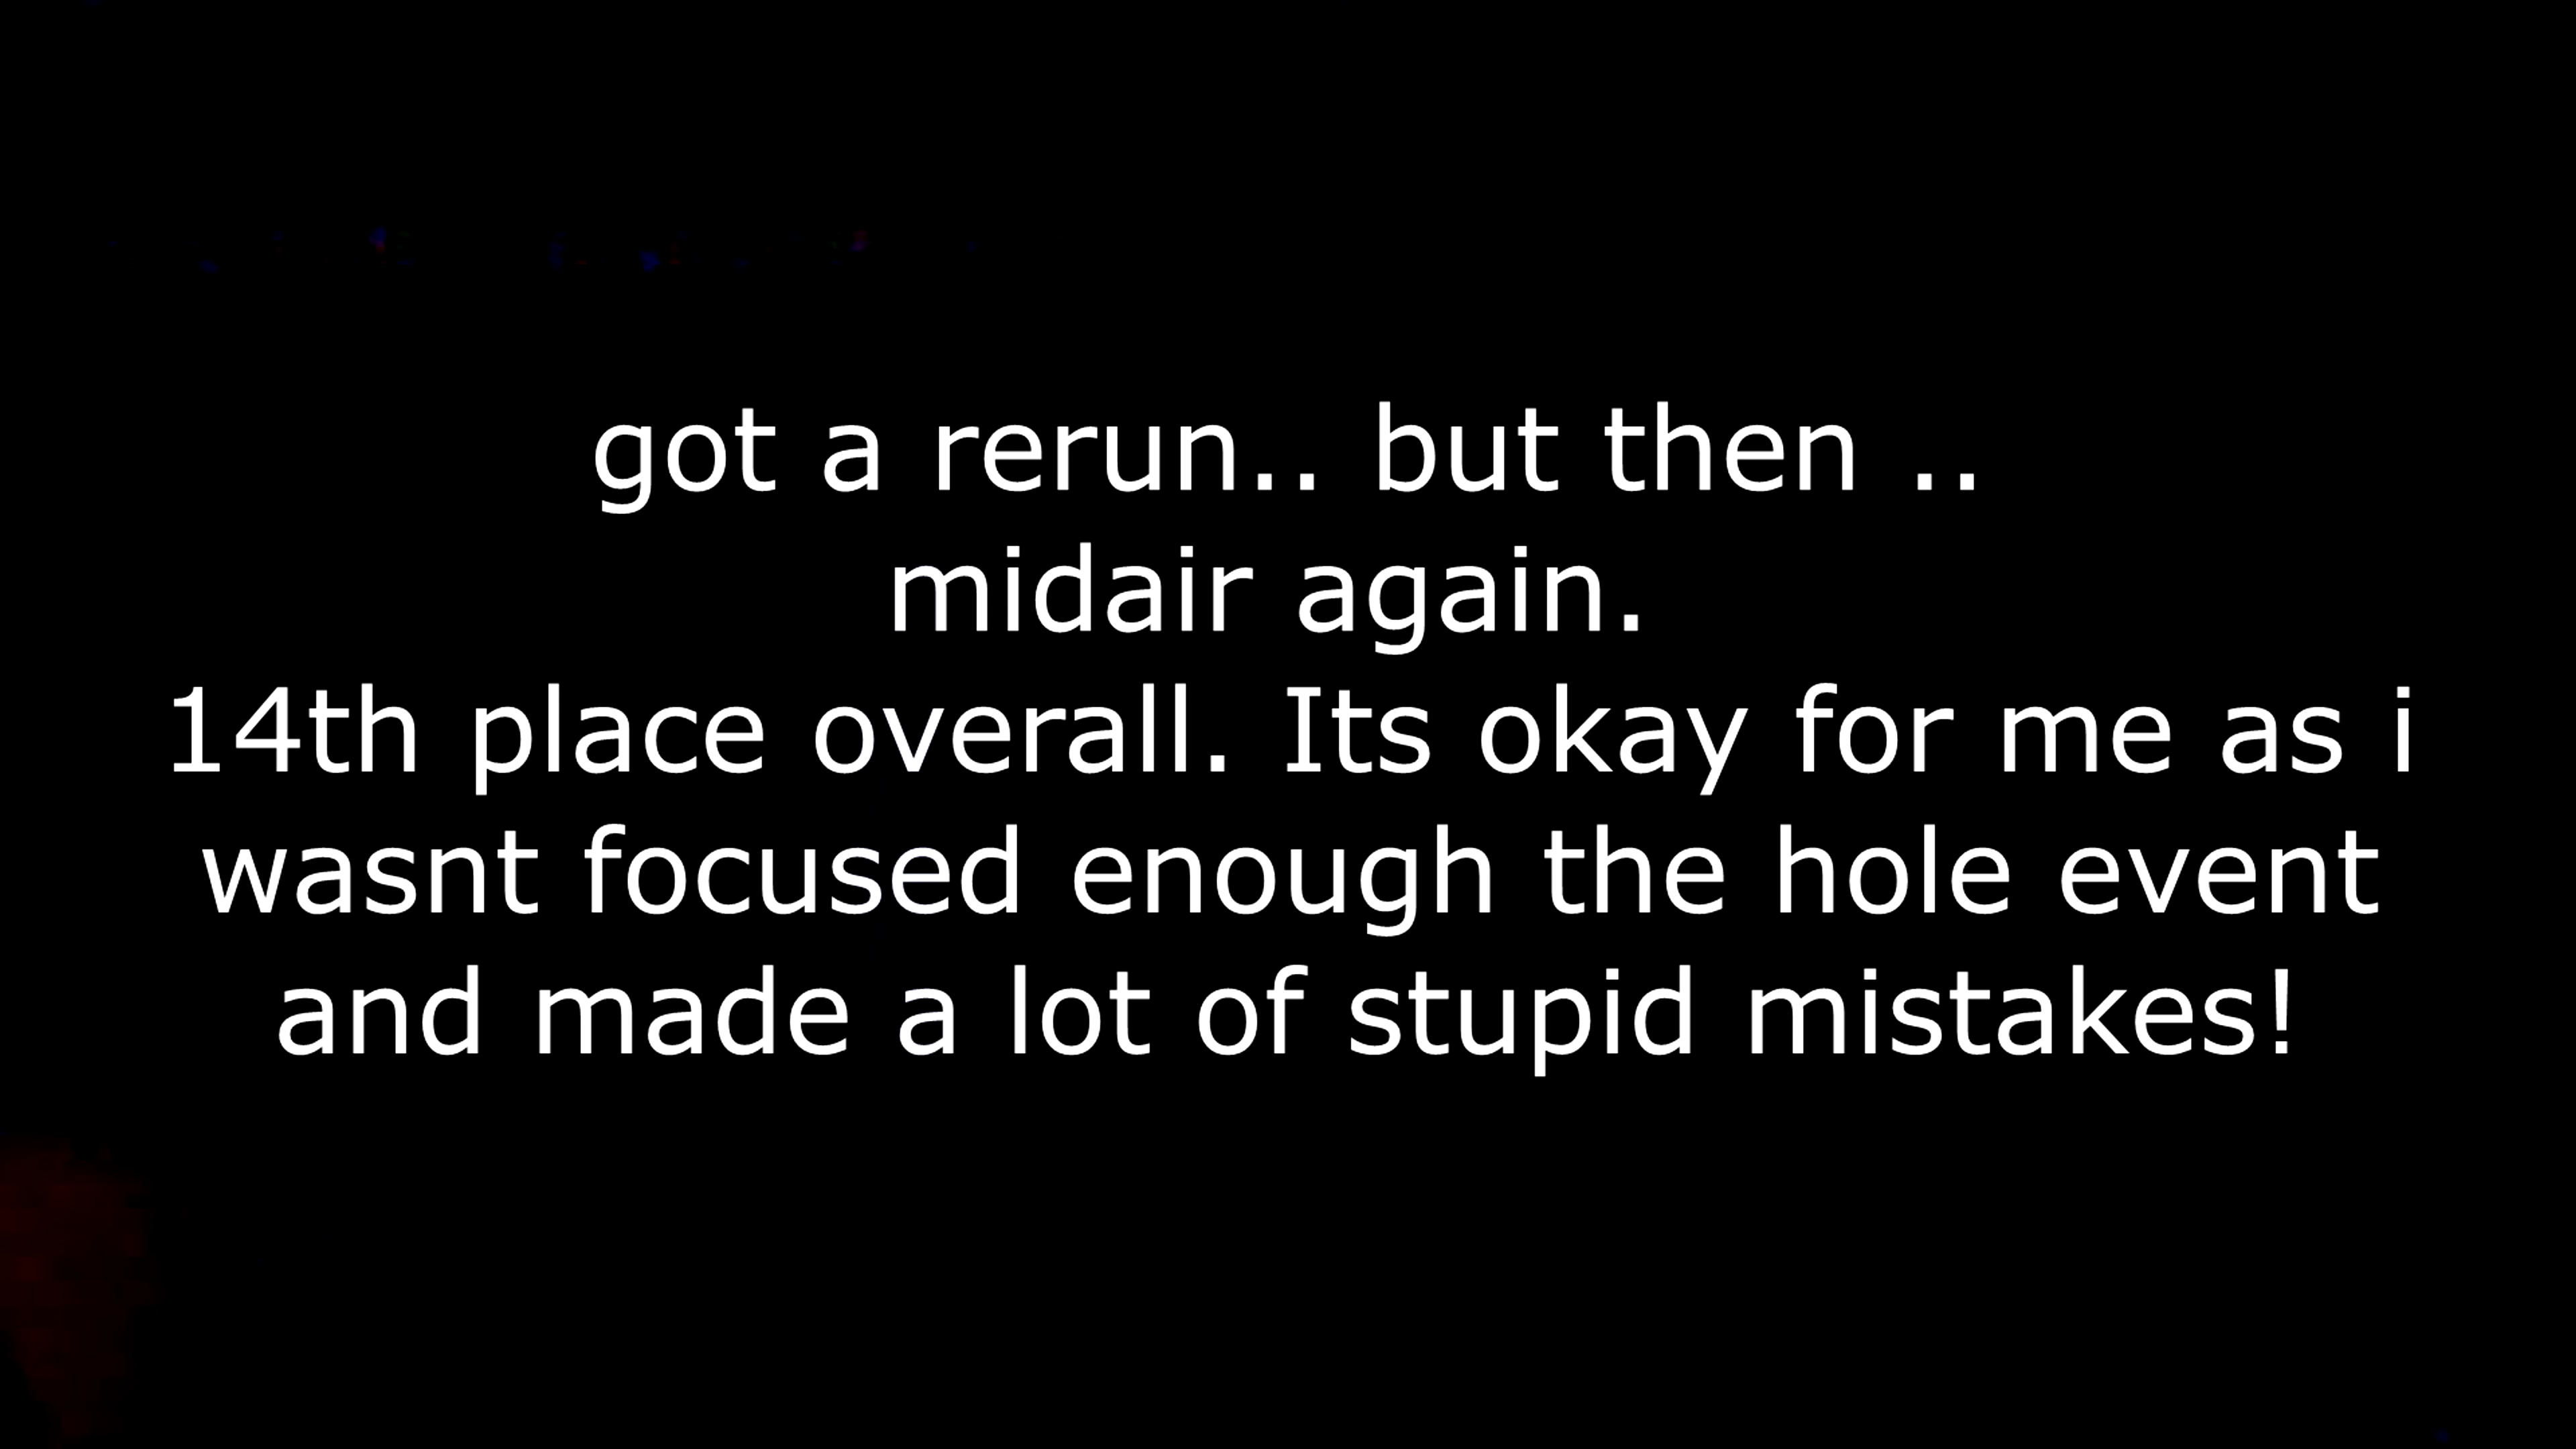 got a rerun.. but then ..
midair again.
14th place overall. Its okay for me as i
wasnt focused enough the hole event
and made a lot of stupid mistakes!